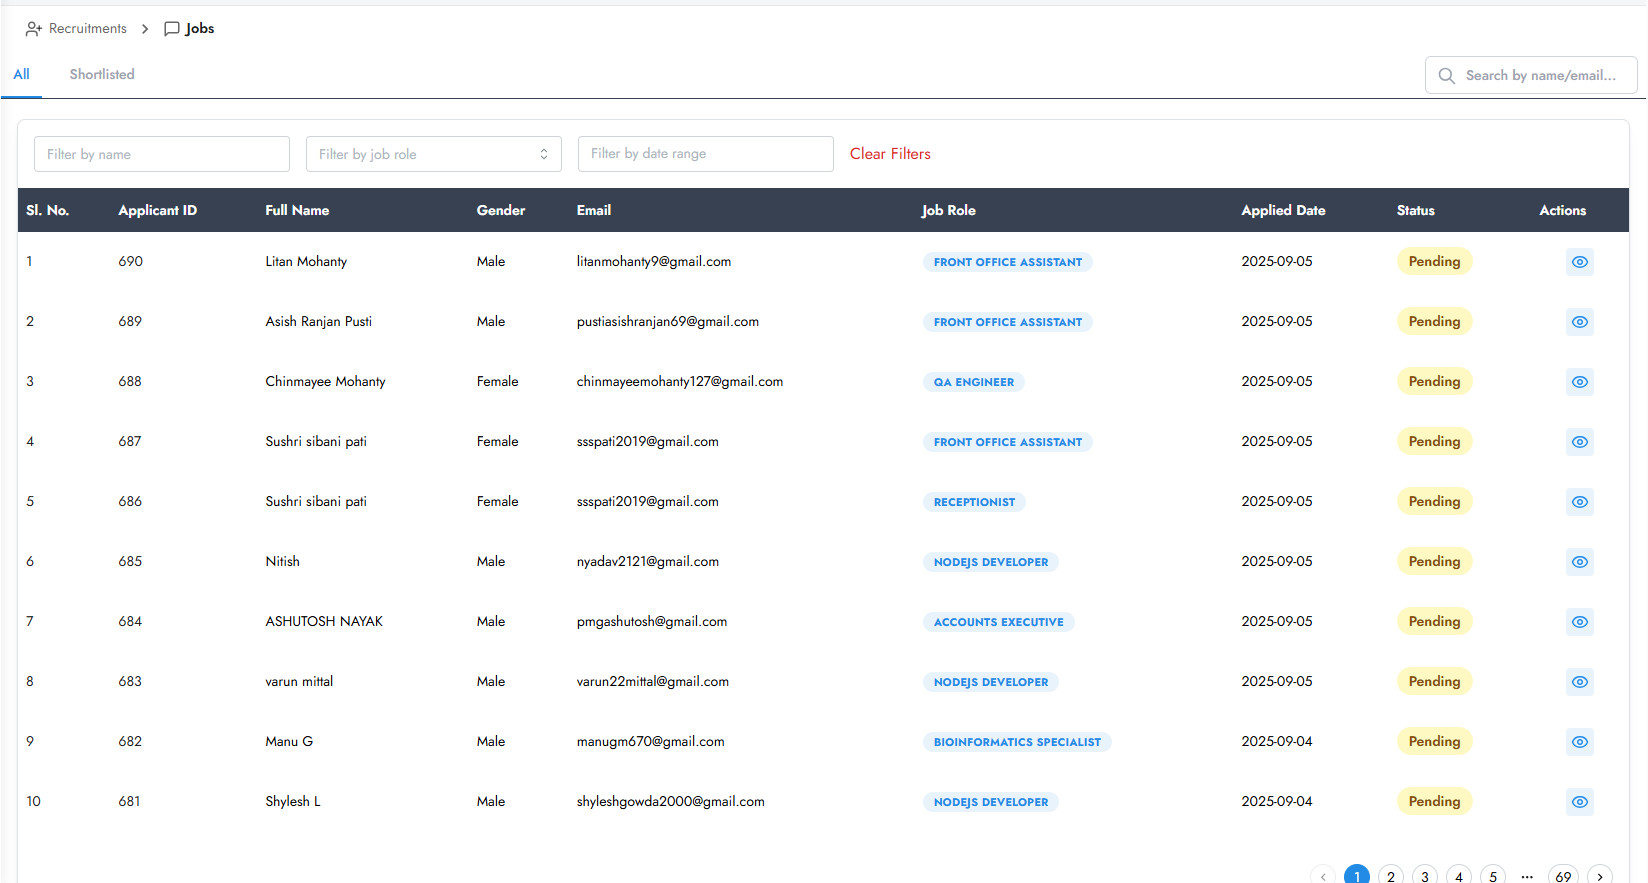 Recruitments > Jobs
All Shortlisted Search by name/email...
Filter by name Filter by job role Filter by date range Clear Filters
Sl. No. Applicant ID Full Name Gender Email Job Role Applied Date Status Actions
1 690 Litan Mohanty Male litanmohanty9@gmail.com FRONT OFFICE ASSISTANT 2025-09-05 Pending
2 689 Asish Ranjan Pusti Male pustiasishranjan69@gmail.com FRONT OFFICE ASSISTANT 2025-09-05 Pending
3 688 Chinmayee Mohanty Female chinmayeemohanty127@gmail.com QA ENGINEER 2025-09-05 Pending
4 687 Sushri sibani pati Female ssspati2019@gmail.com FRONT OFFICE ASSISTANT 2025-09-05 Pending
5 686 Sushri sibani pati Female ssspati2019@gmail.com RECEPTIONIST 2025-09-05 Pending
6 685 Nitish Male nyadav2121@gmail.com NODEJS DEVELOPER 2025-09-05 Pending
7 684 ASHUTOSH NAYAK Male pmgashutosh@gmail.com ACCOUNTS EXECUTIVE 2025-09-05 Pending
8 683 varun mittal Male varun22mittal@gmail.com NODEJS DEVELOPER 2025-09-05 Pending
9 682 Manu G Male manugm670@gmail.com BIOINFORMATICS SPECIALIST 2025-09-04 Pending
10 681 Shylesh L Male shyleshgowda2000@gmail.com NODEJS DEVELOPER 2025-09-04 Pending
< 1 2 3 4 5 ... 69 >